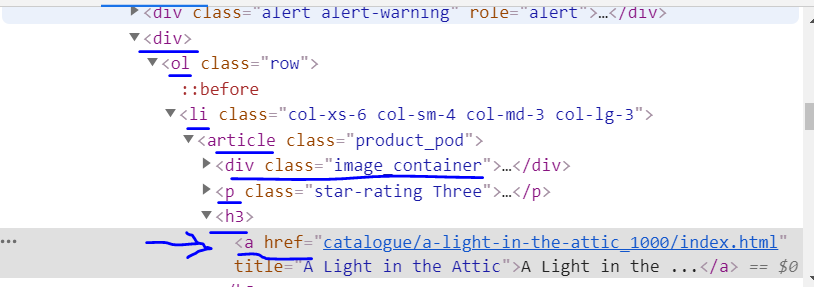 <div class="alert alert-warning" role="alert">…</div>
<div>
<ol class="row">
::before
<li class="col-xs-6 col-sm-4 col-md-3 col-lg-3">
<article class="product_pod">
<div class="image_container">…</div>
<p class="star-rating Three">…</p>
<h3>
<a href="catalogue/a-light-in-the-attic_1000/index.html"
title="A Light in the Attic">A Light in the ...</a> == $0